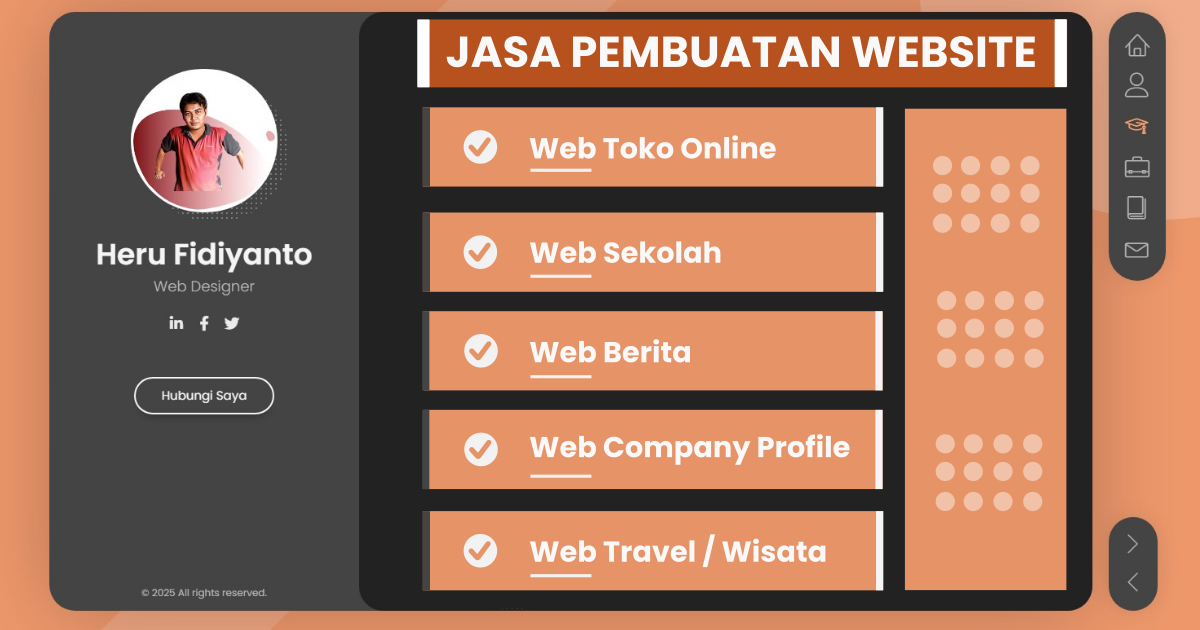 JASA PEMBUATAN WEBSITE
Heru Fidiyanto
Web Designer
Hubungi Saya
© 2025 All rights reserved.
Web Toko Online
Web Sekolah
Web Berita
Web Company Profile
Web Travel / Wisata